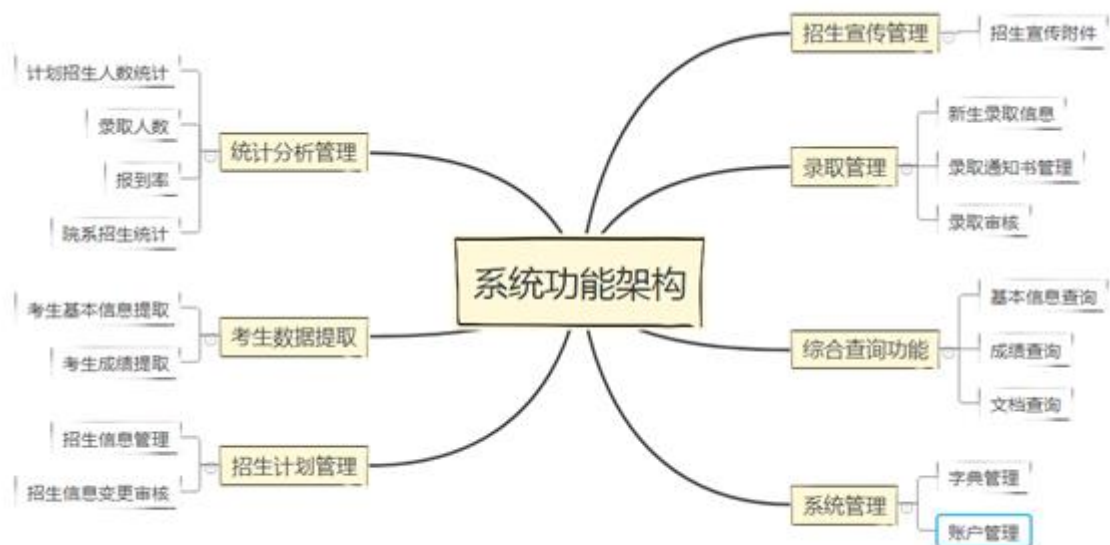 系统功能架构
招生宣传管理
招生宣传附件
录取管理
新生录取信息
录取通知书管理
录取审核
综合查询功能
基本信息查询
成绩查询
文档查询
系统管理
字典管理
账户管理
统计分析管理
计划招生人数统计
录取人数
报到率
院系招生统计
考生数据提取
考生基本信息提取
考生成绩提取
招生计划管理
招生信息管理
招生信息变更审核